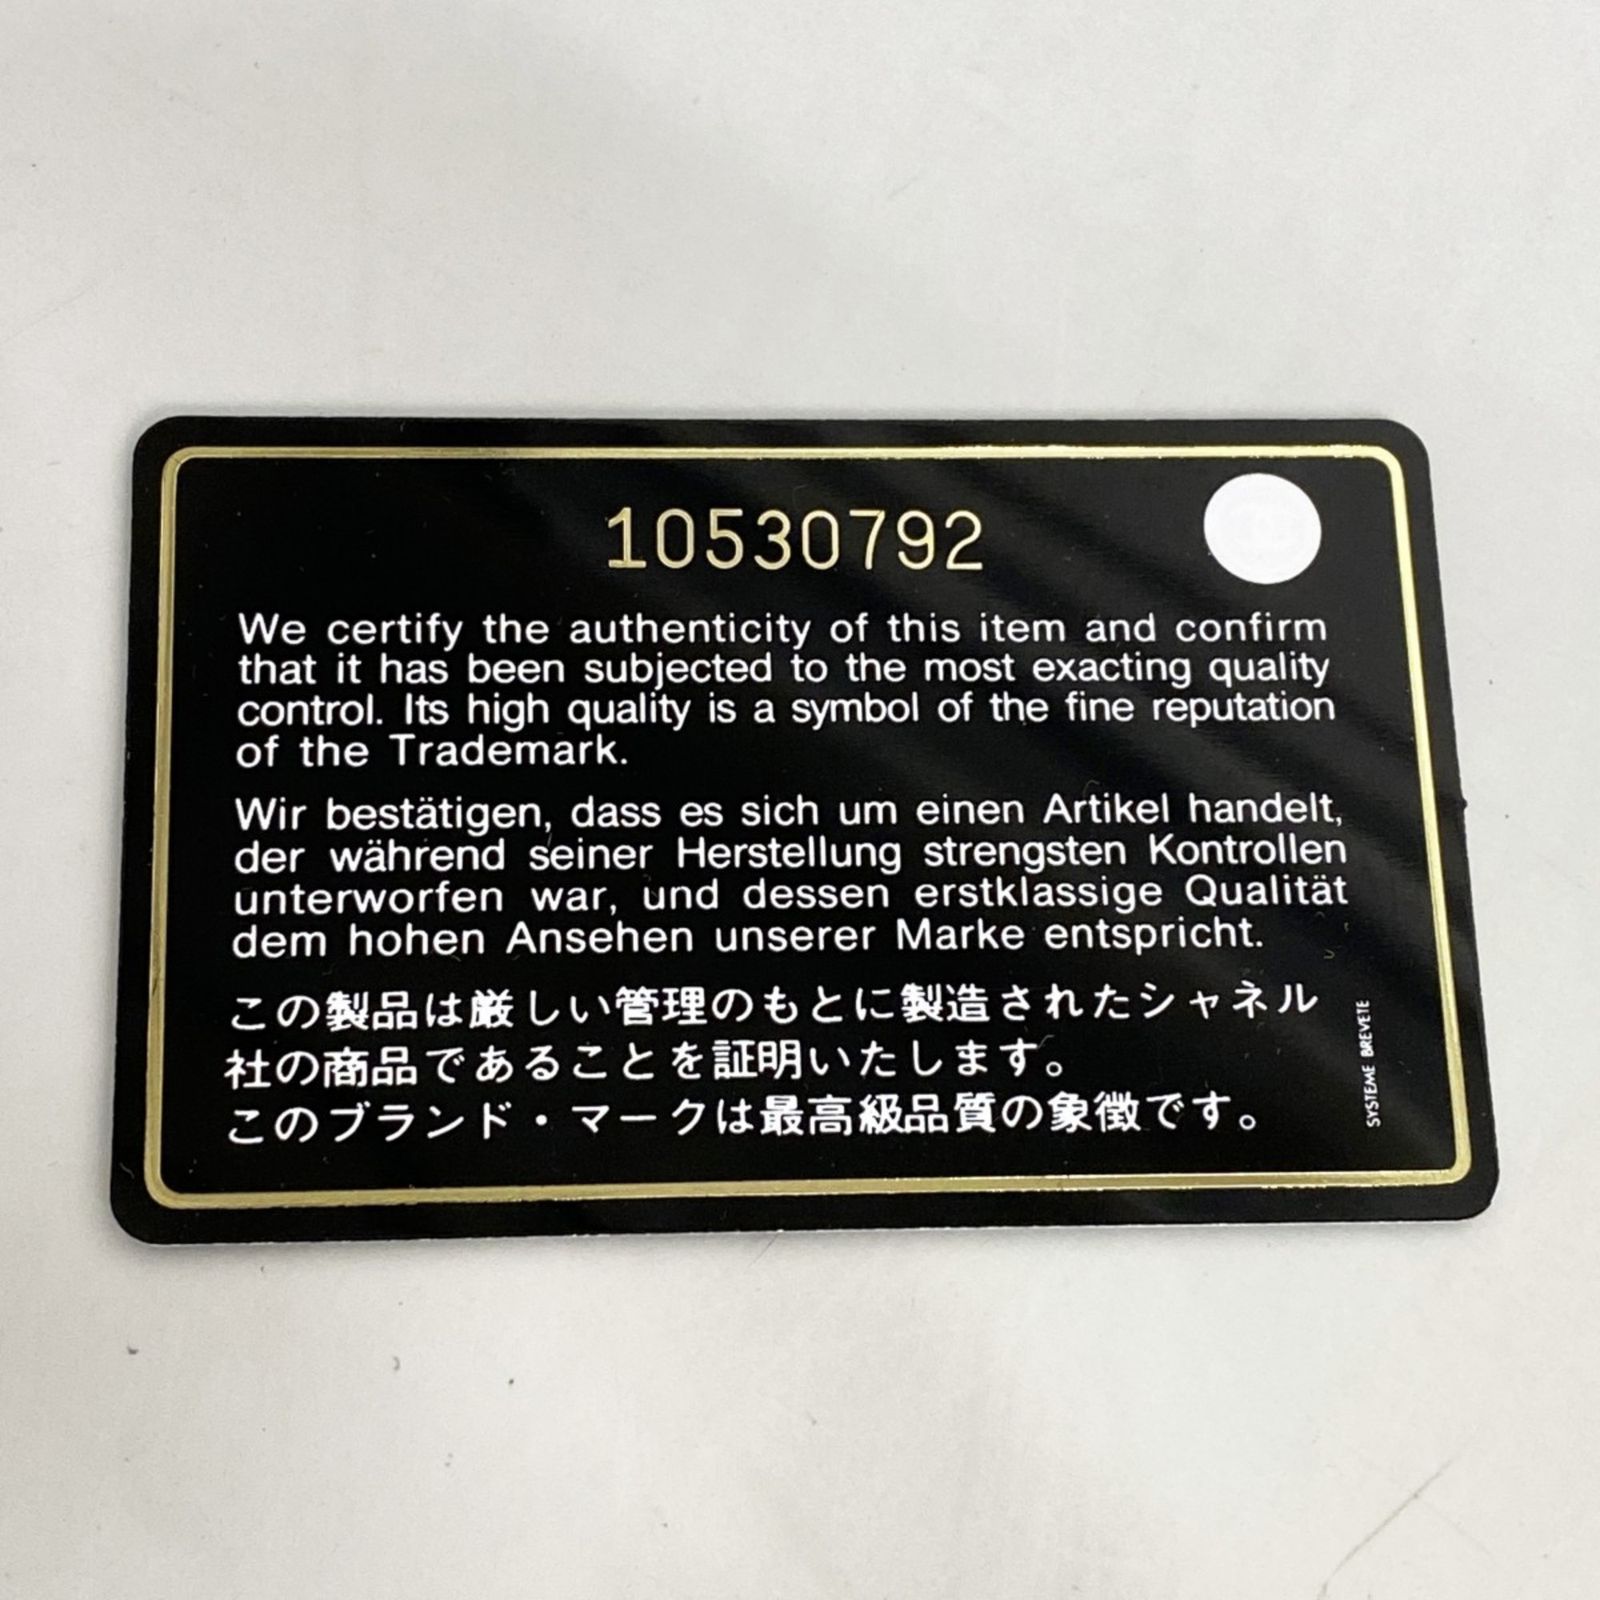 10530792
We certify the authenticity of this item and confirm
that it has been subjected to the most exacting quality
control. Its high quality is a symbol of the fine reputation
of the Trademark.
Wir bestätigen, dass es sich um einen Artikel handelt,
der während seiner Herstellung strengsten Kontrollen
unterworfen war, und dessen erstklassige Qualität
dem hohen Ansehen unserer Marke entspricht.
この製品は厳しい管理のもとに製造されたシャネル
社の商品であることを証明いたします。
このブランド・マークは最高級品質の象徴です。
SYSTEME BREVETE